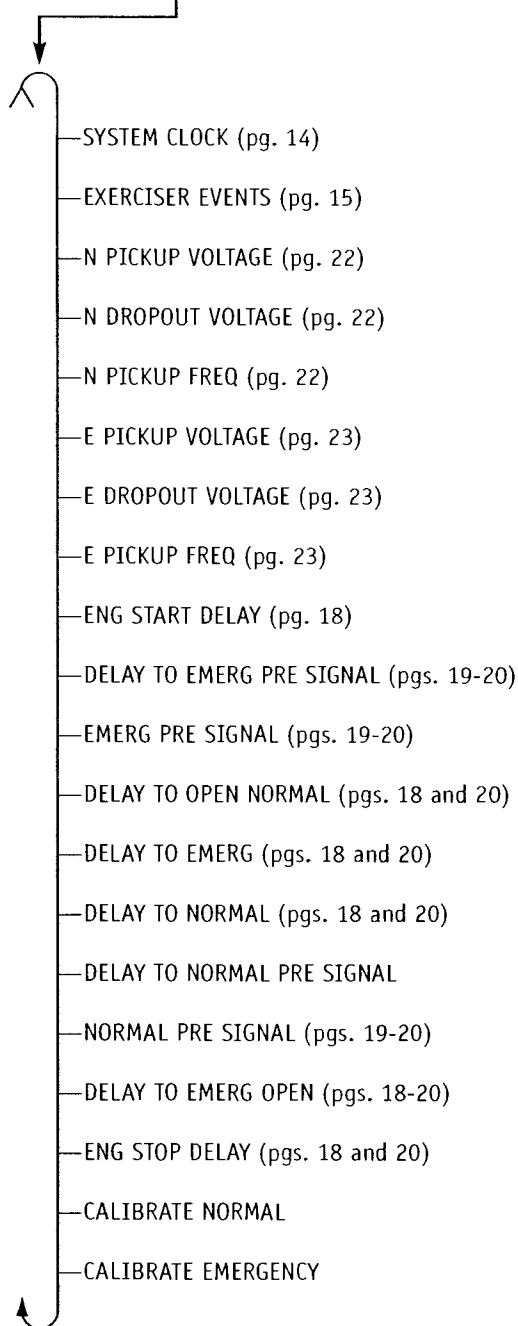 SYSTEM CLOCK (pg. 14)
EXERCISER EVENTS (pg. 15)
N PICKUP VOLTAGE (pg. 22)
N DROPOUT VOLTAGE (pg. 22)
N PICKUP FREQ (pg. 22)
E PICKUP VOLTAGE (pg. 23)
E DROPOUT VOLTAGE (pg. 23)
E PICKUP FREQ (pg. 23)
ENG START DELAY (pg. 18)
DELAY TO EMERG PRE SIGNAL (pgs. 19-20)
EMERG PRE SIGNAL (pgs. 19-20)
DELAY TO OPEN NORMAL (pgs. 18 and 20)
DELAY TO EMERG (pgs. 18 and 20)
DELAY TO NORMAL (pgs. 18 and 20)
DELAY TO NORMAL PRE SIGNAL
NORMAL PRE SIGNAL (pgs. 19-20)
DELAY TO EMERG OPEN (pgs. 18-20)
ENG STOP DELAY (pgs. 18 and 20)
CALIBRATE NORMAL
CALIBRATE EMERGENCY